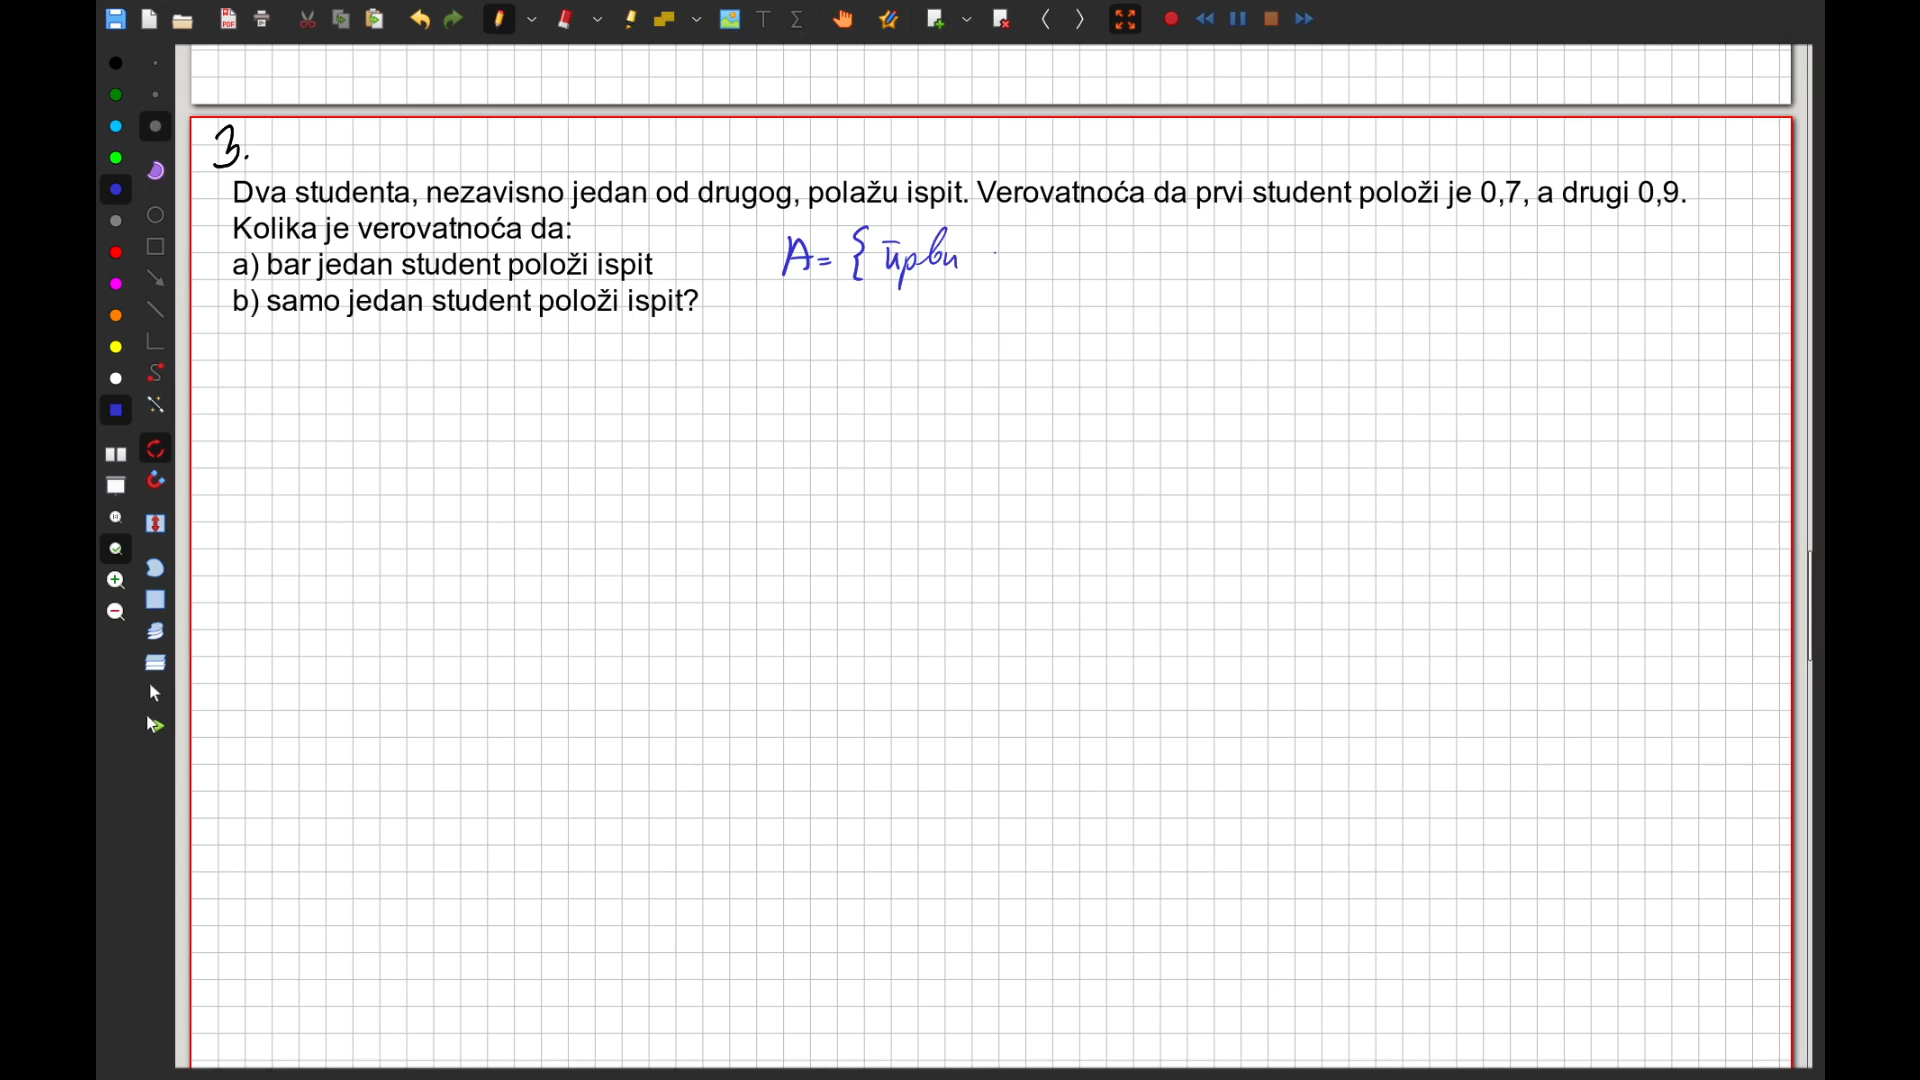 3.
Dva studenta, nezavisno jedan od drugog, polažu ispit. Verovatnoća da prvi student položi je 0,7, a drugi 0,9.
Kolika je verovatnoća da:
a) bar jedan student položi ispit
b) samo jedan student položi ispit?
A = { први